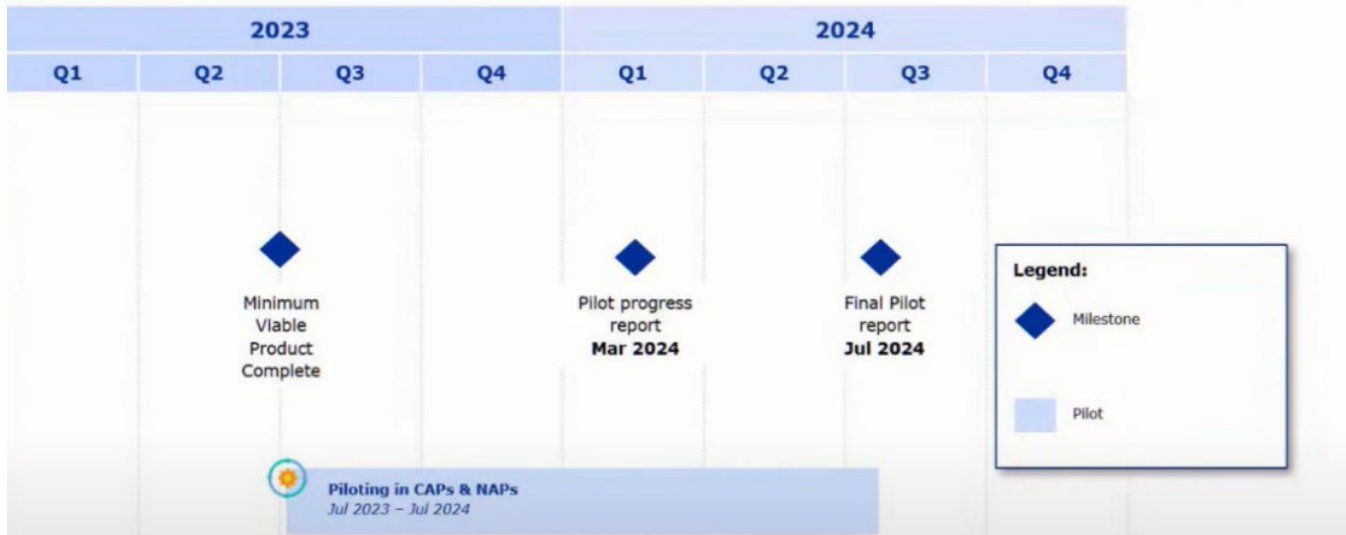 2023 2024
Q1 Q2 Q3 Q4 Q1 Q2 Q3 Q4
Minimum
Viable
Product
Complete
Pilot progress
report
Mar 2024
Final Pilot
report
Jul 2024
Legend:
Milestone
Pilot
Piloting in CAPs & NAPs
Jul 2023 – Jul 2024